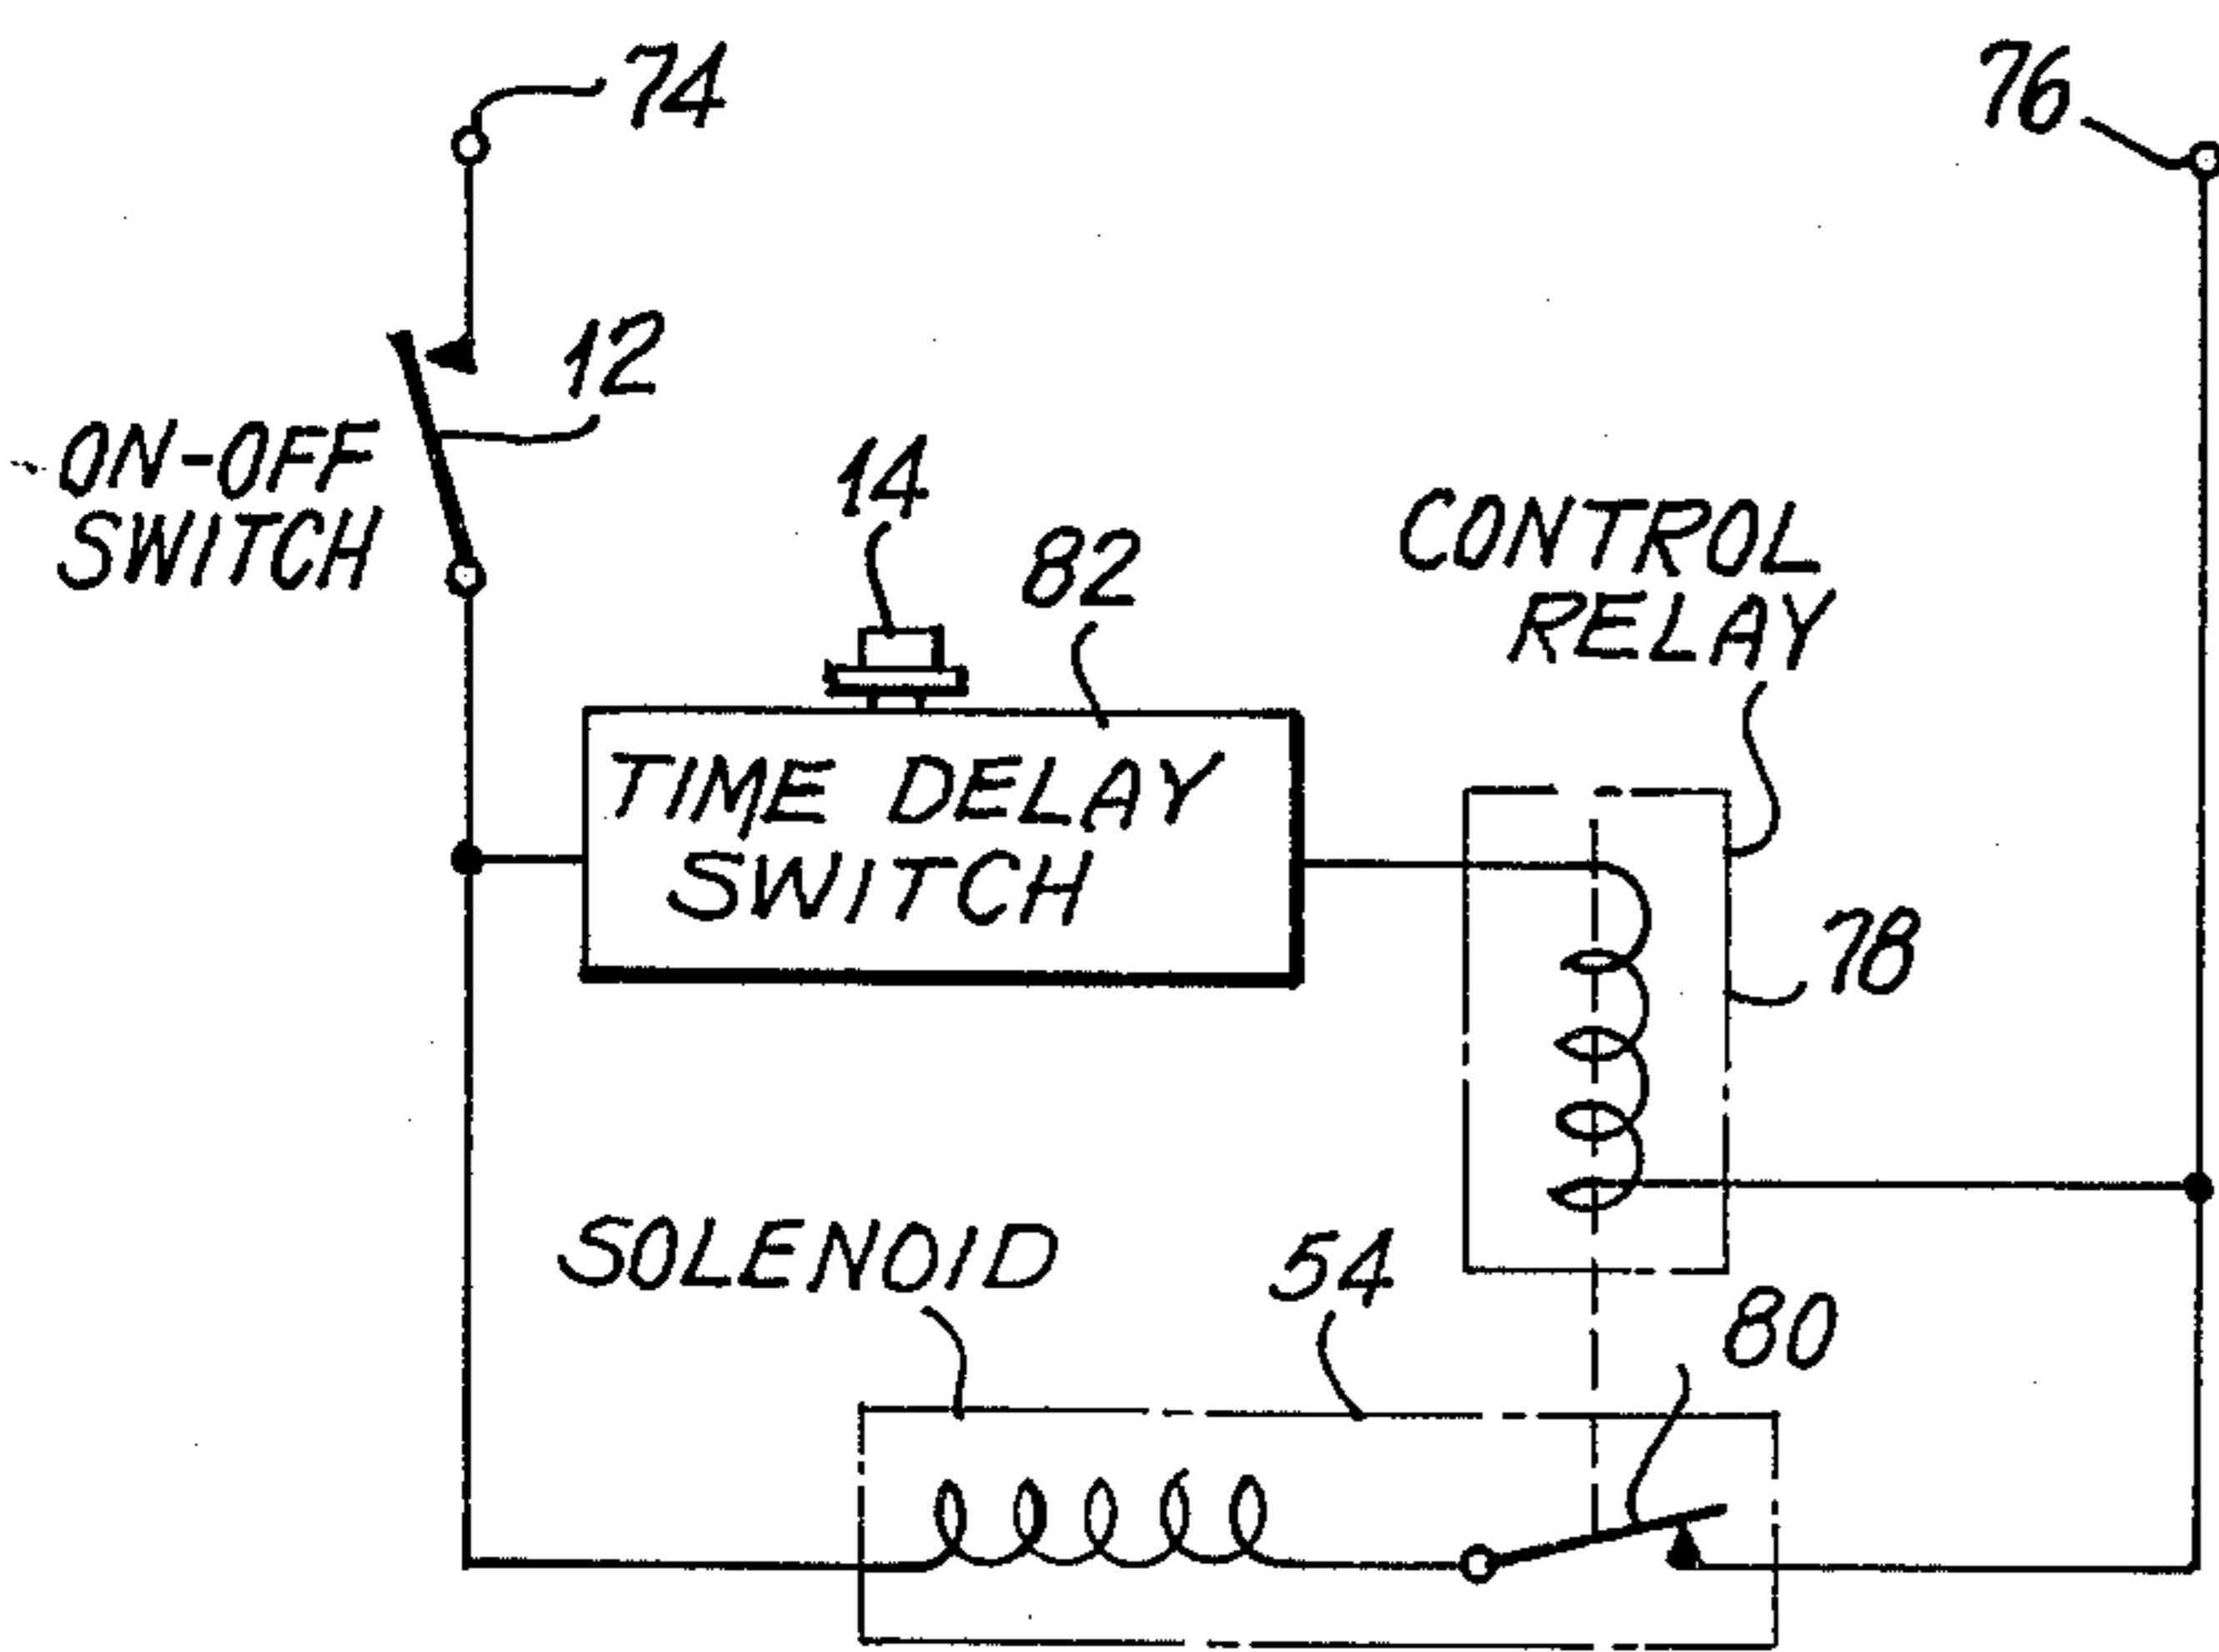 74
76
12
ON-OFF
SWITCH
14
82
CONTROL
RELAY
TIME DELAY
SWITCH
78
SOLENOID
54
80